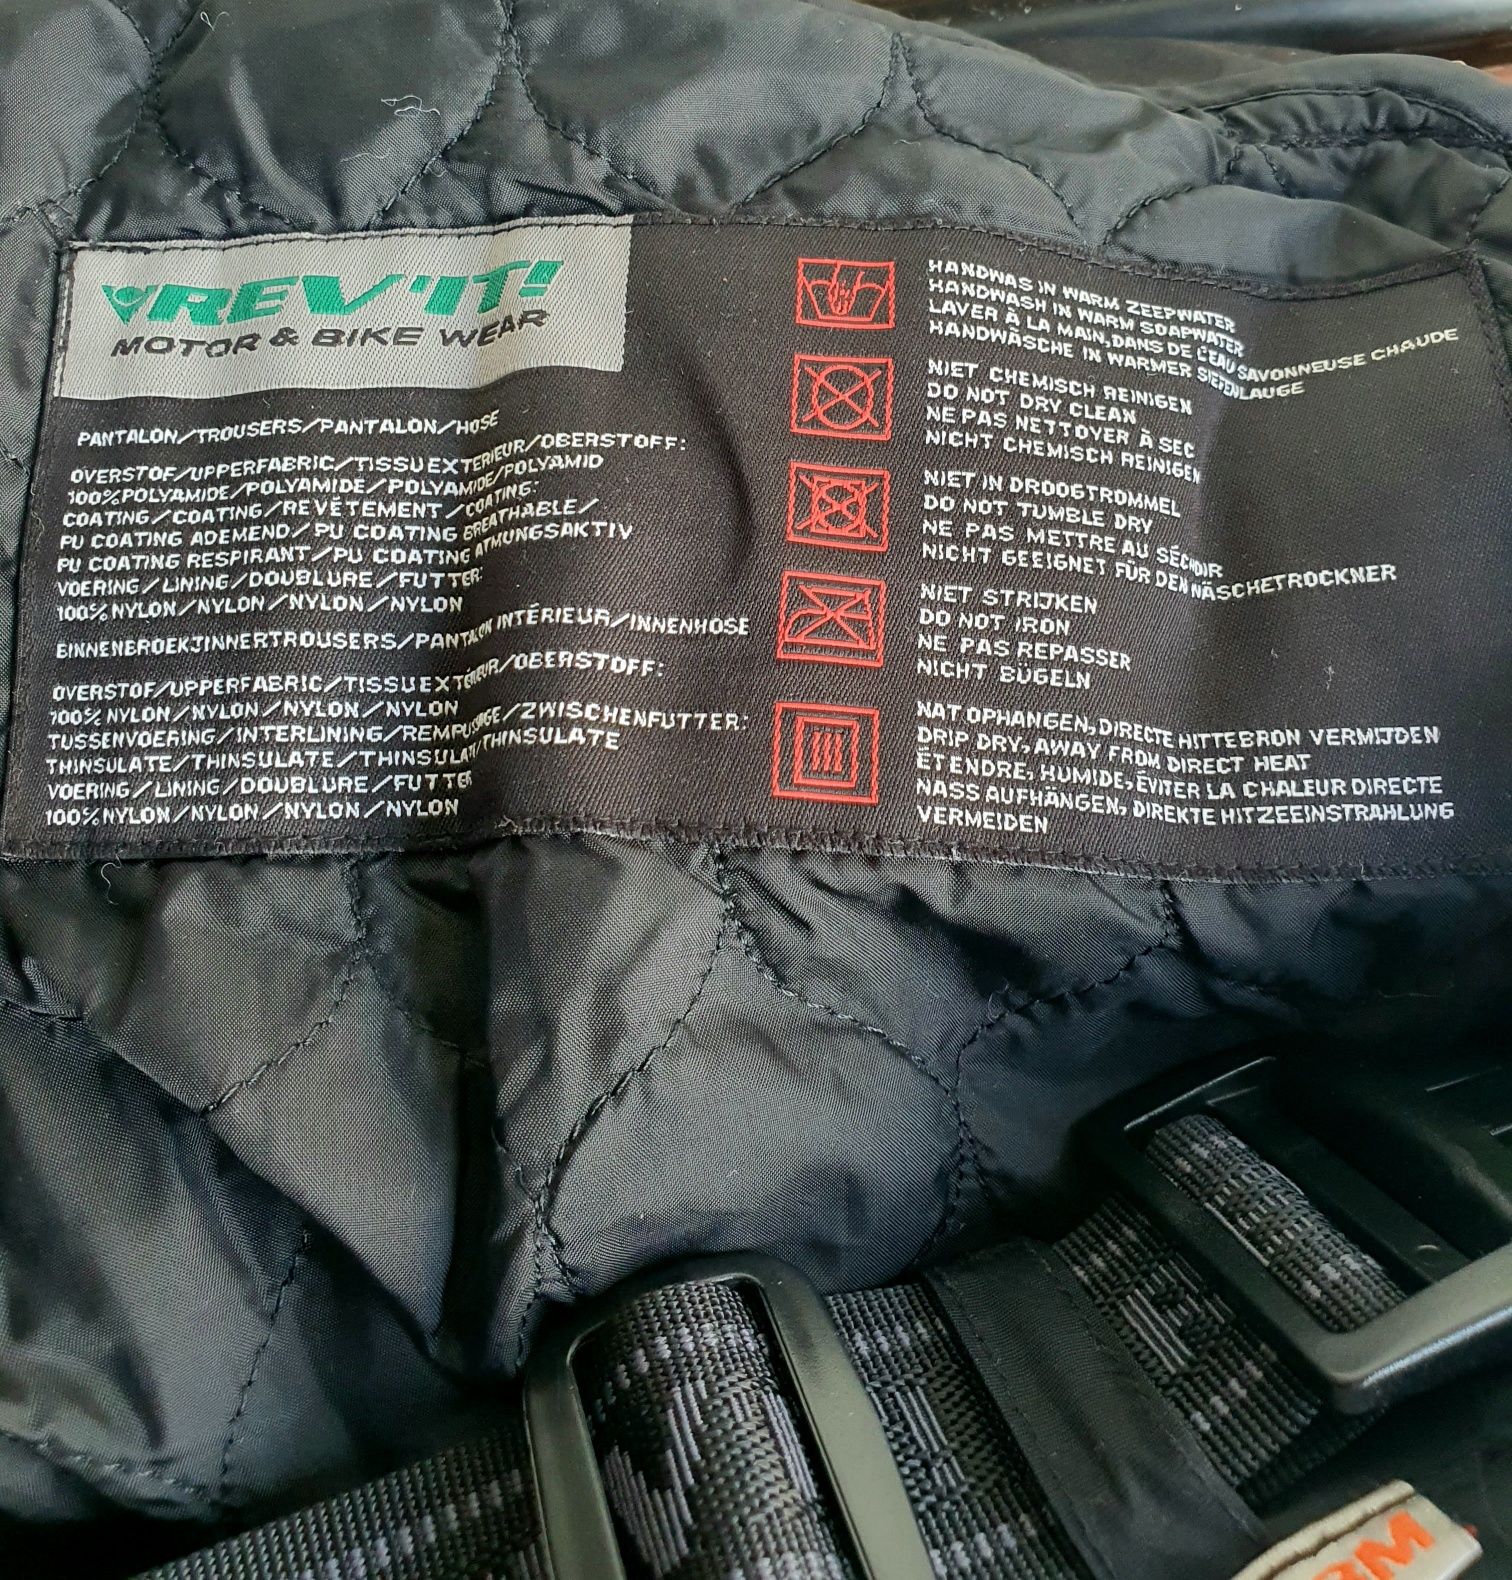 REV'IT!
MOTOR & BIKE WEAR
PANTALON/TROUSERS/PANTALON/HOSE
OVERSTOF/UPPERFABRIC/TISSU EXTERIEUR/OBERSTOFF:
100% POLYAMIDE/POLYAMIDE/POLYAMIDE/POLYAMID
COATING/COATING/REVÊTEMENT/COATING:
PU COATING ADEMEND/PU COATING BREATHABLE/
PU COATING RESPIRANT/PU COATING ATMUNGSAKTIV
VOERING/LINING/DOUBLURE/FUTTER:
100% NYLON/NYLON/NYLON/NYLON
BINNENBROEK/INNERTROUSERS/PANTALON INTÉRIEUR/INNENHOSE
OVERSTOF/UPPERFABRIC/TISSU EXTERIEUR/OBERSTOFF:
100% NYLON/NYLON/NYLON/NYLON
TUSSENVOERING/INTERLINING/REMPLISSAGE/ZWISCHENFUTTER:
THINSULATE/THINSULATE/THINSULATE/THINSULATE
VOERING/LINING/DOUBLURE/FUTTER
100% NYLON/NYLON/NYLON/NYLON
HANDWAS IN WARM ZEEPWATER
HANDWASH IN WARM SOAPWATER
LAVER À LA MAIN, DANS DE L'EAU SAVONNEUSE CHAUDE
HANDWÄSCHE IN WARMER SIEFENLAUGE
NIET CHEMISCH REINIGEN
DO NOT DRY CLEAN
NE PAS NETTOYER À SEC
NICHT CHEMISCH REINIGEN
NIET IN DROOGTROMMEL
DO NOT TUMBLE DRY
NE PAS METTRE AU SÉCHOIR
NICHT GEEIGNET FÜR DEN WÄSCHETROCKNER
NIET STRIJKEN
DO NOT IRON
NE PAS REPASSER
NICHT BÜGELN
NAT OPHANGEN, DIRECTE HITTEBRON VERMIJDEN
DRIP DRY, AWAY FROM DIRECT HEAT
ÉTENDRE, HUMIDE, ÉVITER LA CHALEUR DIRECTE
NASS AUFHÄNGEN, DIREKTE HITZEEINSTRAHLUNG
VERMEIDEN